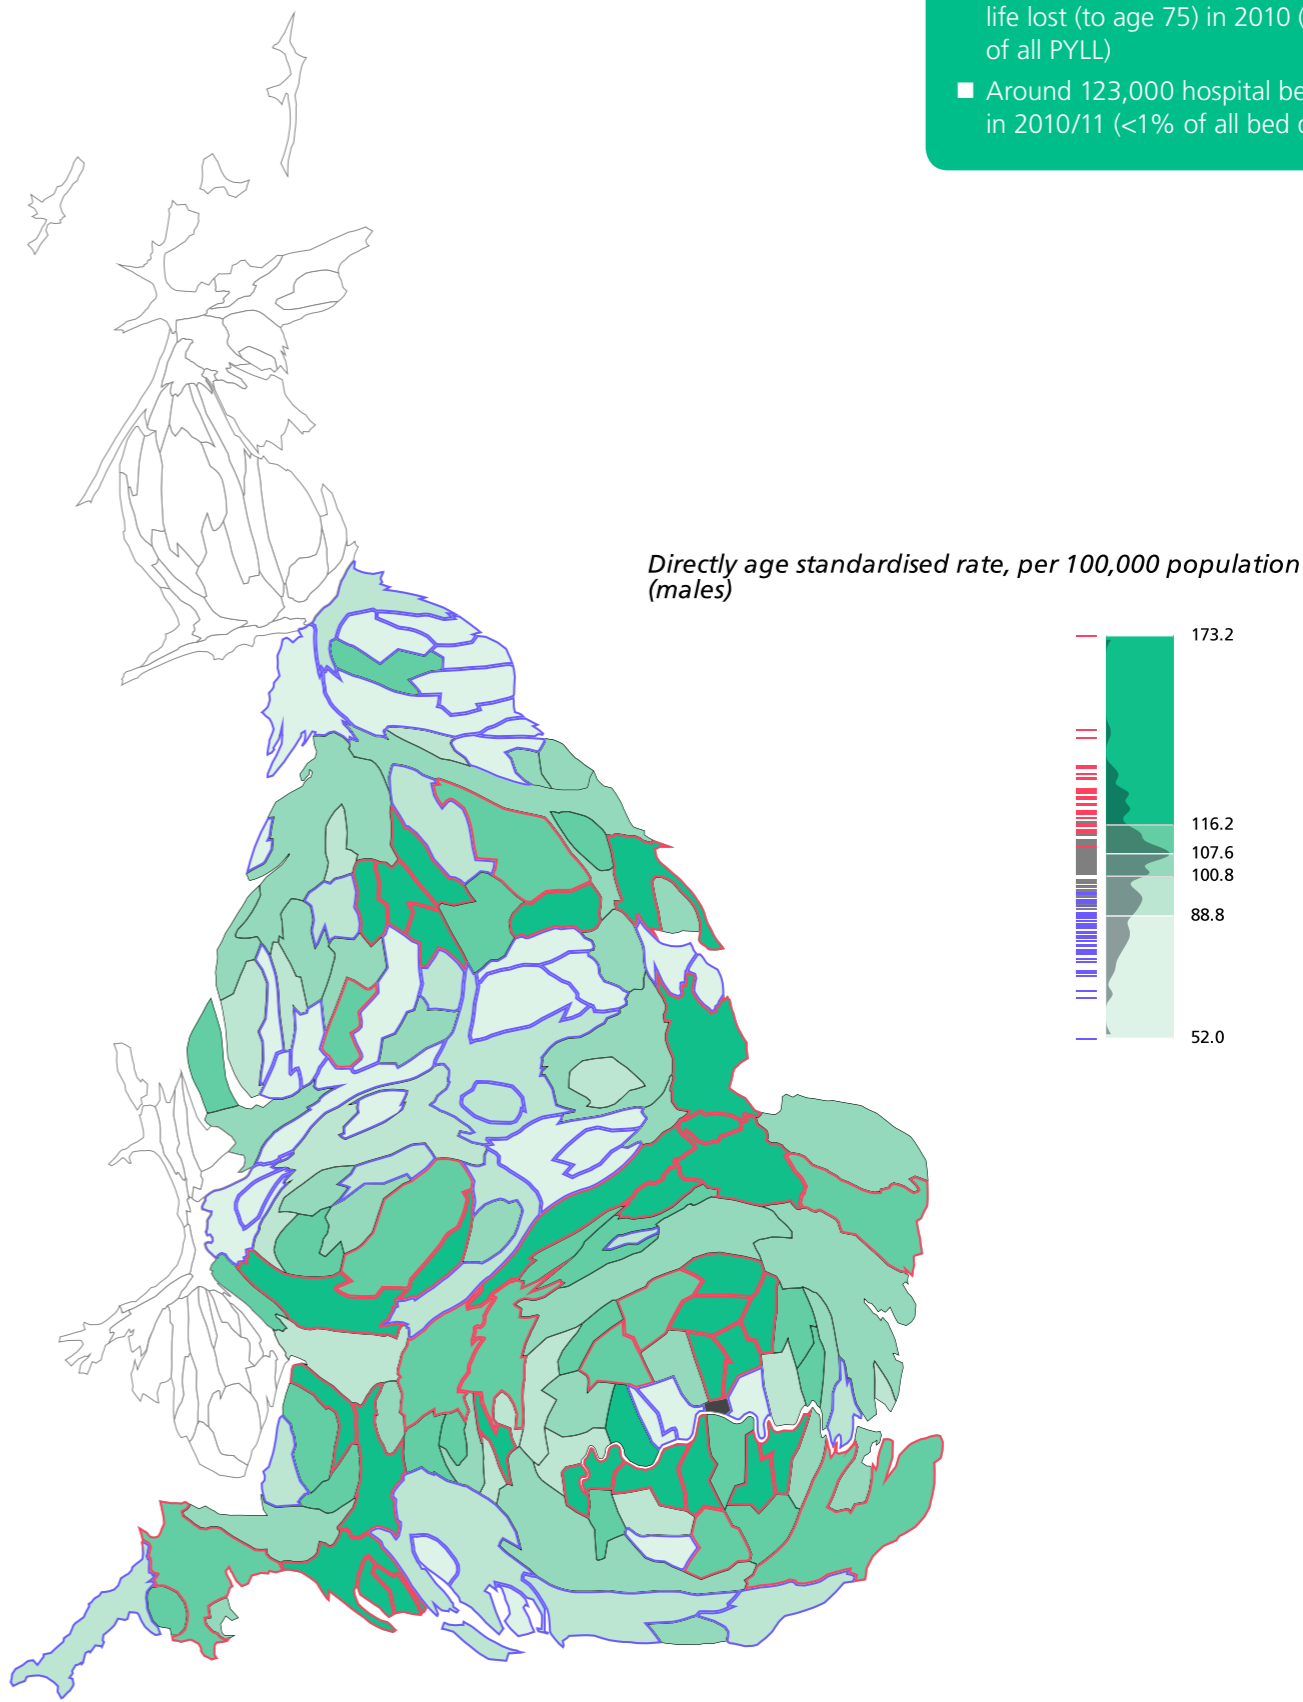 life lost (to age 75) in 2010 (
of all PYLL)
■ Around 123,000 hospital be
in 2010/11 (<1% of all bed
Directly age standardised rate, per 100,000 population
(males)
173.2
116.2
107.6
100.8
88.8
52.0